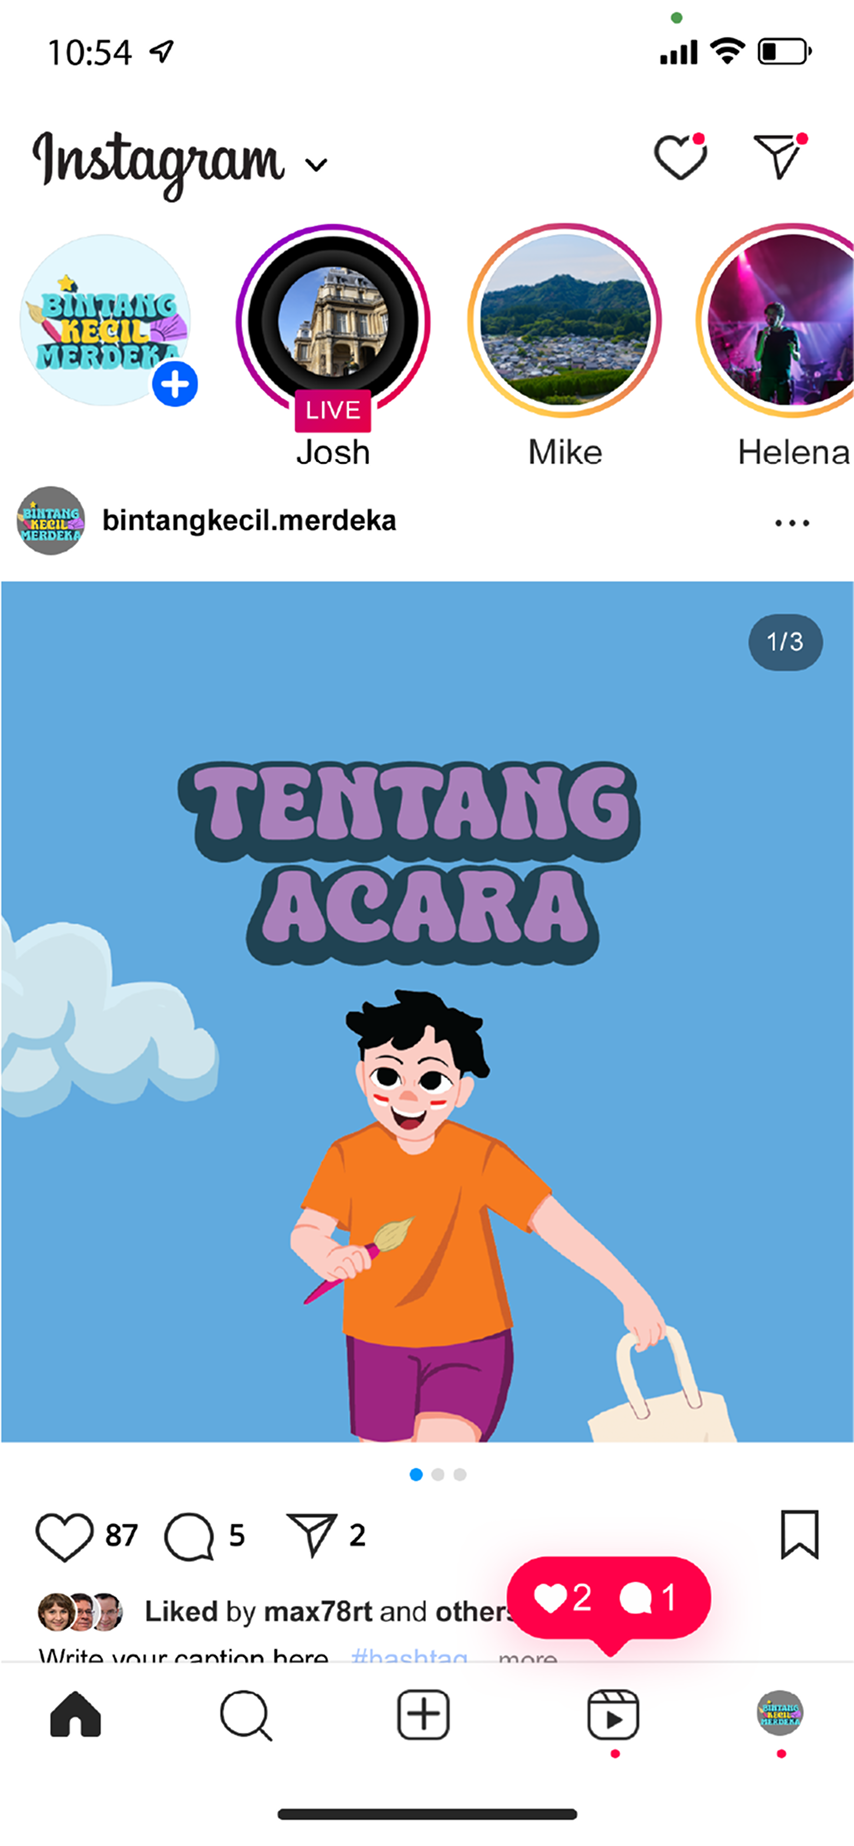 10:54
Instagram
BINTANG
KECIL
MERDEKA
LIVE
Josh
Mike
Helena
BINTANG
KECIL
MERDEKA
bintangkecil.merdeka
1/3
TENTANG
ACARA
87
5
2
2
1
Liked by max78rt and others
Write your caption here #hashtag more
BINTANG
KECIL
MERDEKA